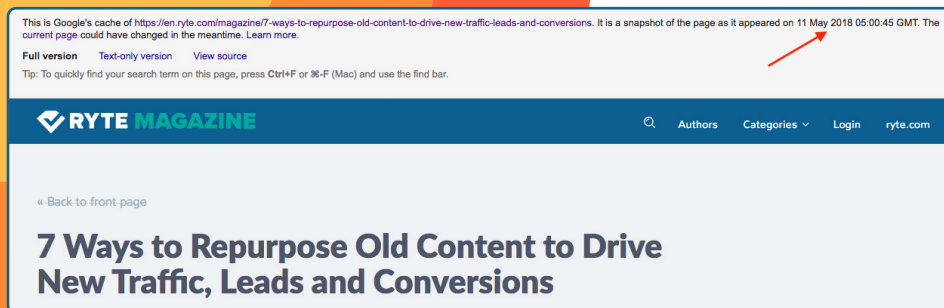 This is Google's cache of https://en.ryte.com/magazine/7-ways-to-repurpose-old-content-to-drive-new-traffic-leads-and-conversions. It is a snapshot of the page as it appeared on 11 May 2018 05:00:45 GMT. The
current page could have changed in the meantime. Learn more.
Full version Text-only version View source
Tip: To quickly find your search term on this page, press Ctrl+F or ⌘-F (Mac) and use the find bar.
RYTE MAGAZINE Authors Categories Login ryte.com
« Back to front page
7 Ways to Repurpose Old Content to Drive
New Traffic, Leads and Conversions